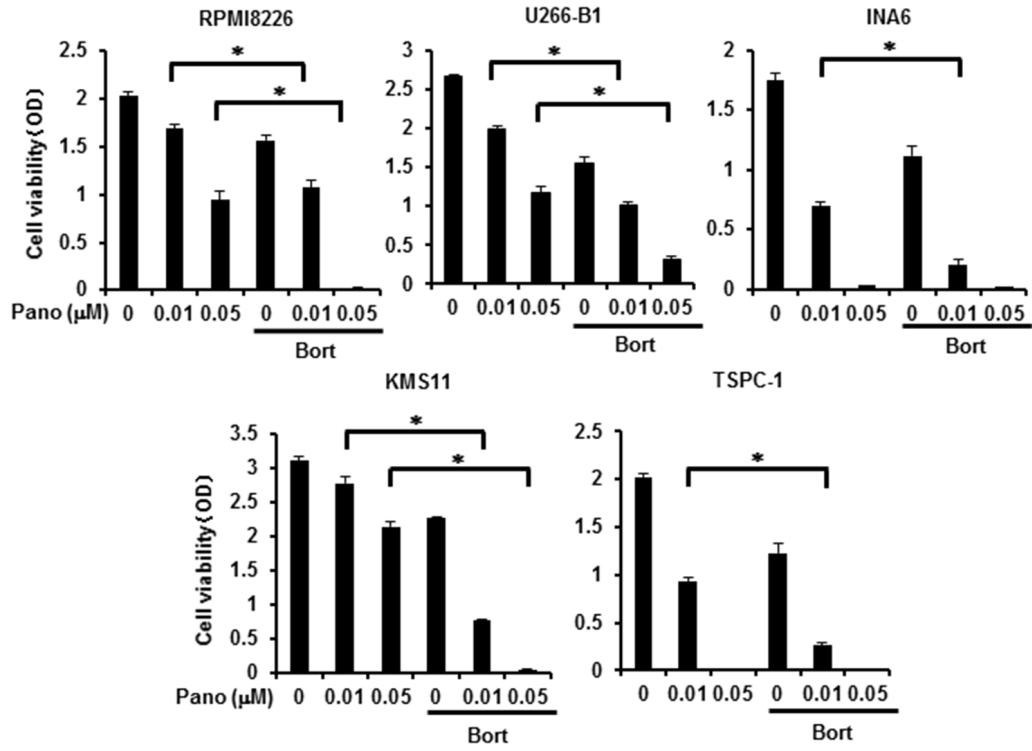 RPMI8226
Cell viability(OD)
2.5
2
1.5
1
0.5
0
*
*
Pano (μM) 0 0.01 0.05 0 0.01 0.05
Bort
U266-B1
3
2.5
2
1.5
1
0.5
0
*
*
0 0.01 0.05 0 0.01 0.05
Bort
INA6
2
1.5
1
0.5
0
*
0 0.01 0.05 0 0.01 0.05
Bort
KMS11
Cell viability(OD)
3.5
3
2.5
2
1.5
1
0.5
0
*
*
Pano (μM) 0 0.01 0.05 0 0.01 0.05
Bort
TSPC-1
2.5
2
1.5
1
0.5
0
*
0 0.01 0.05 0 0.01 0.05
Bort